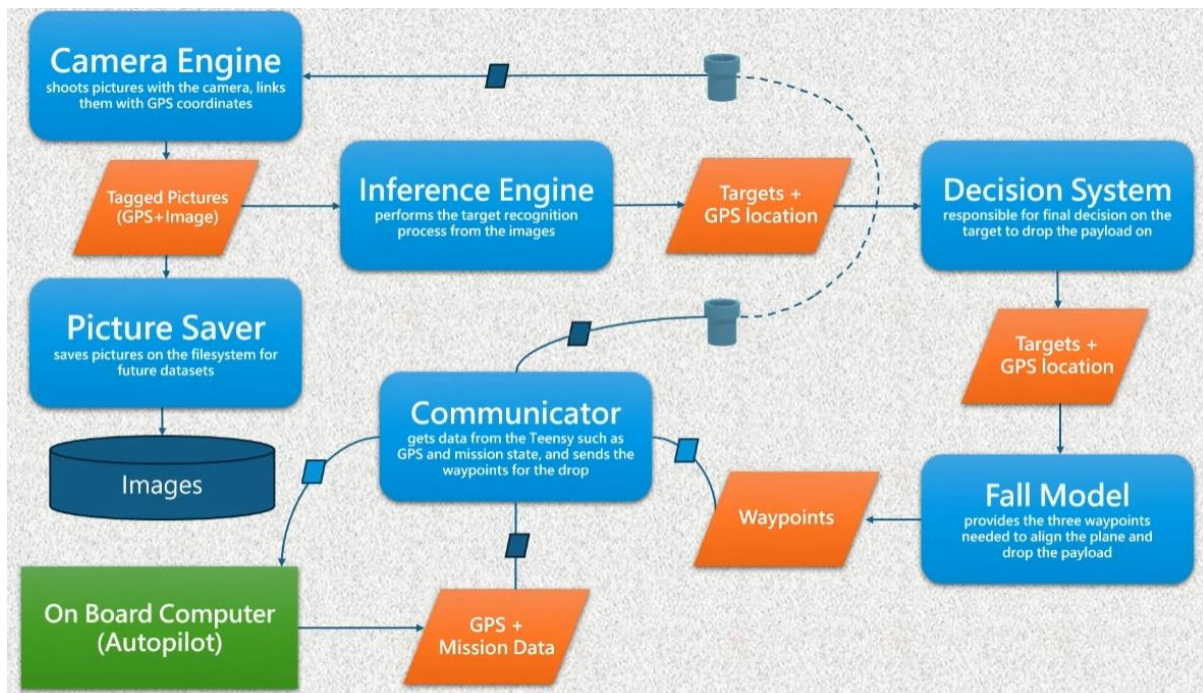 Camera Engine
shoots pictures with the camera, links
them with GPS coordinates
Tagged Pictures
(GPS+Image)
Inference Engine
performs the target recognition
process from the images
Targets +
GPS location
Decision System
responsible for final decision on the
target to drop the payload on
Picture Saver
saves pictures on the filesystem for
future datasets
Targets +
GPS location
Communicator
gets data from the Teensy such as
GPS and mission state, and sends the
waypoints for the drop
Images
Waypoints
Fall Model
provides the three waypoints
needed to align the plane and
drop the payload
On Board Computer
(Autopilot)
GPS +
Mission Data